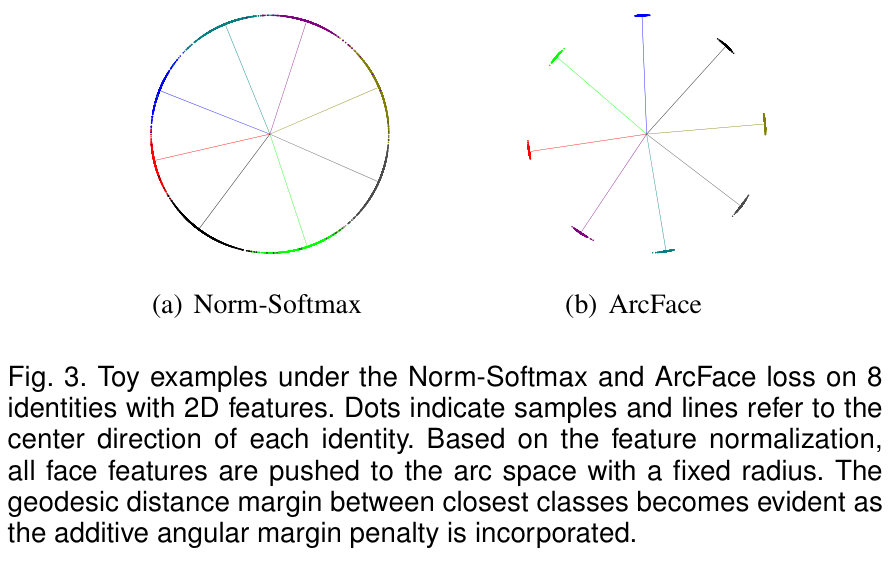 (a) Norm-Softmax
(b) ArcFace
Fig. 3. Toy examples under the Norm-Softmax and ArcFace loss on 8
identities with 2D features. Dots indicate samples and lines refer to the
center direction of each identity. Based on the feature normalization,
all face features are pushed to the arc space with a fixed radius. The
geodesic distance margin between closest classes becomes evident as
the additive angular margin penalty is incorporated.